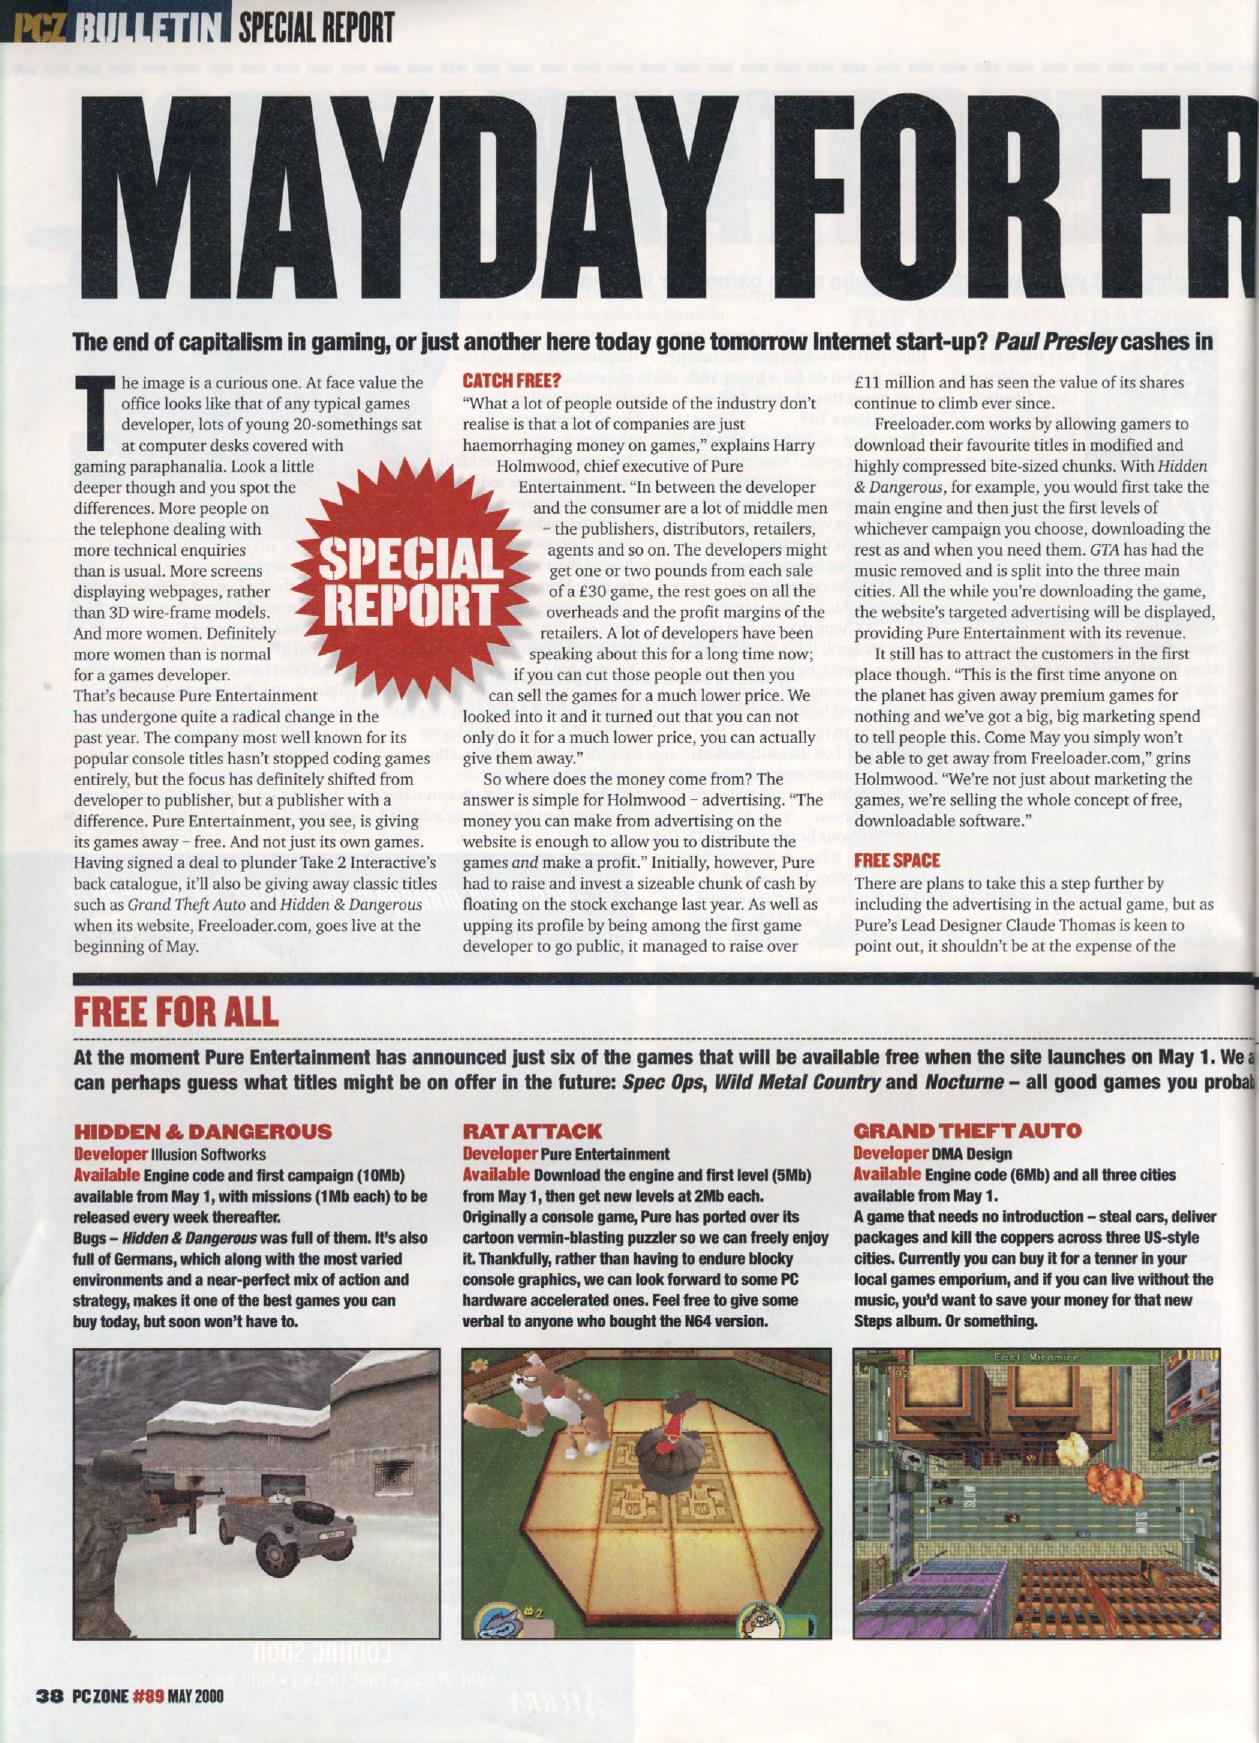 PCZ BULLETIN SPECIAL REPORT
MAYDAY FOR FR
The end of capitalism in gaming, or just another here today gone tomorrow Internet start-up? Paul Presley cashes in
The image is a curious one. At face value the
office looks like that of any typical games
developer, lots of young 20-somethings sat
at computer desks covered with
gaming paraphanalia. Look a little
deeper though and you spot the
differences. More people on
the telephone dealing with
more technical enquiries
than is usual. More screens
displaying webpages, rather
than 3D wire-frame models.
And more women. Definitely
more women than is normal
for a games developer.
That's because Pure Entertainment
has undergone quite a radical change in the
past year. The company most well known for its
popular console titles hasn't stopped coding games
entirely, but the focus has definitely shifted from
developer to publisher, but a publisher with a
difference. Pure Entertainment, you see, is giving
its games away – free. And not just its own games.
Having signed a deal to plunder Take 2 Interactive's
back catalogue, it'll also be giving away classic titles
such as Grand Theft Auto and Hidden & Dangerous
when its website, Freeloader.com, goes live at the
beginning of May.
SPECIAL
REPORT
CATCH FREE?
“What a lot of people outside of the industry don't
realise is that a lot of companies are just
haemorrhaging money on games,” explains Harry
Holmwood, chief executive of Pure
Entertainment. “In between the developer
and the consumer are a lot of middle men
– the publishers, distributors, retailers,
agents and so on. The developers might
get one or two pounds from each sale
of a £30 game, the rest goes on all the
overheads and the profit margins of the
retailers. A lot of developers have been
speaking about this for a long time now;
if you can cut those people out then you
can sell the games for a much lower price. We
looked into it and it turned out that you can not
only do it for a much lower price, you can actually
give them away.”
So where does the money come from? The
answer is simple for Holmwood – advertising. “The
money you can make from advertising on the
website is enough to allow you to distribute the
games and make a profit.” Initially, however, Pure
had to raise and invest a sizeable chunk of cash by
floating on the stock exchange last year. As well as
upping its profile by being among the first game
developer to go public, it managed to raise over
£11 million and has seen the value of its shares
continue to climb ever since.
Freeloader.com works by allowing gamers to
download their favourite titles in modified and
highly compressed bite-sized chunks. With Hidden
& Dangerous, for example, you would first take the
main engine and then just the first levels of
whichever campaign you choose, downloading the
rest as and when you need them. GTA has had the
music removed and is split into the three main
cities. All the while you're downloading the game,
the website's targeted advertising will be displayed,
providing Pure Entertainment with its revenue.
It still has to attract the customers in the first
place though. “This is the first time anyone on
the planet has given away premium games for
nothing and we've got a big, big marketing spend
to tell people this. Come May you simply won't
be able to get away from Freeloader.com,” grins
Holmwood. “We're not just about marketing the
games, we're selling the whole concept of free,
downloadable software.”
FREE SPACE
There are plans to take this a step further by
including the advertising in the actual game, but as
Pure's Lead Designer Claude Thomas is keen to
point out, it shouldn't be at the expense of the
FREE FOR ALL
At the moment Pure Entertainment has announced just six of the games that will be available free when the site launches on May 1. We a
can perhaps guess what titles might be on offer in the future: Spec Ops, Wild Metal Country and Nocturne – all good games you probab
HIDDEN & DANGEROUS
Developer Illusion Softworks
Available Engine code and first campaign (10Mb)
available from May 1, with missions (1Mb each) to be
released every week thereafter.
Bugs – Hidden & Dangerous was full of them. It's also
full of Germans, which along with the most varied
environments and a near-perfect mix of action and
strategy, makes it one of the best games you can
buy today, but soon won't have to.
RAT ATTACK
Developer Pure Entertainment
Available Download the engine and first level (5Mb)
from May 1, then get new levels at 2Mb each.
Originally a console game, Pure has ported over its
cartoon vermin-blasting puzzler so we can freely enjoy
it. Thankfully, rather than having to endure blocky
console graphics, we can look forward to some PC
hardware accelerated ones. Feel free to give some
verbal to anyone who bought the N64 version.
GRAND THEFT AUTO
Developer DMA Design
Available Engine code (6Mb) and all three cities
available from May 1.
A game that needs no introduction – steal cars, deliver
packages and kill the coppers across three US-style
cities. Currently you can buy it for a tenner in your
local games emporium, and if you can live without the
music, you'd want to save your money for that new
Steps album. Or something.
2
East Miramire
1810
92
SLOW
SLOW
38 PC ZONE #89 MAY 2000